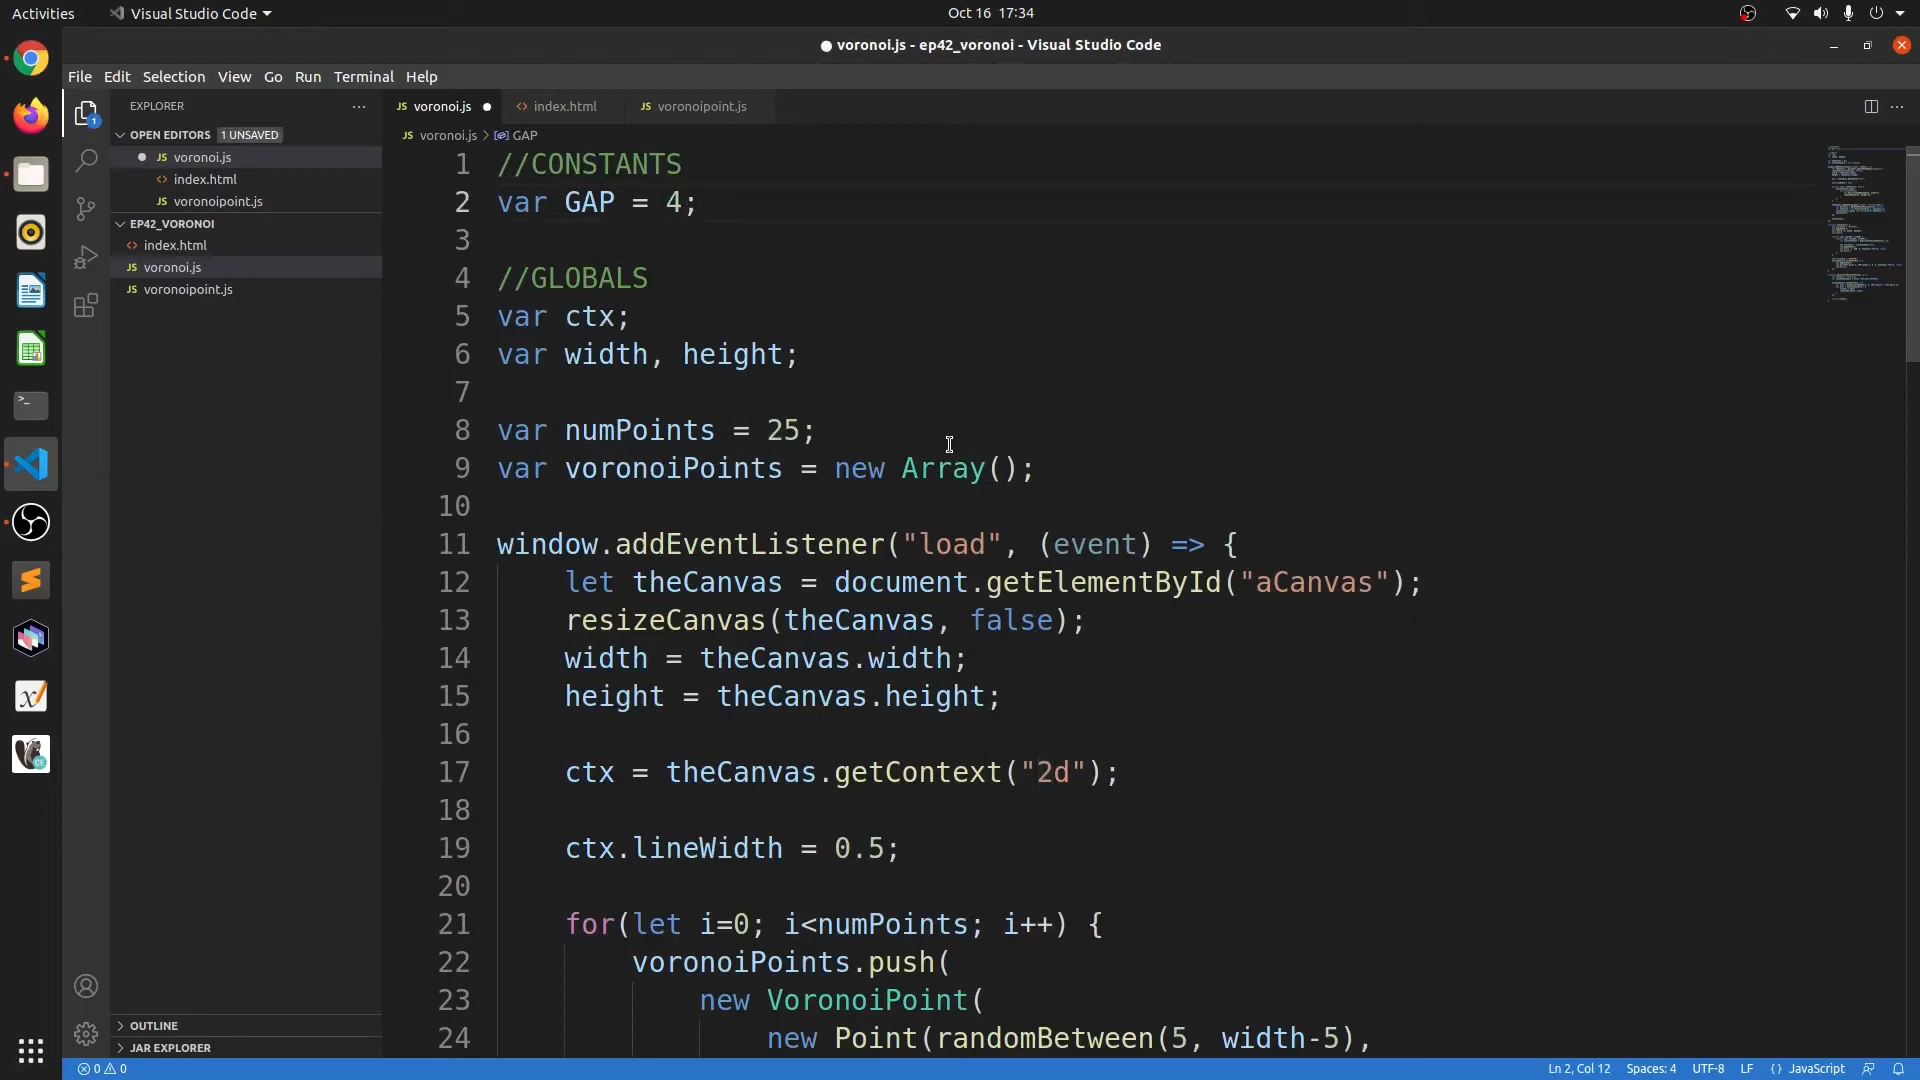 Activities
Visual Studio Code
Oct 16 17:34
voronoi.js - ep42_voronoi - Visual Studio Code
File Edit Selection View Go Run Terminal Help
EXPLORER
OPEN EDITORS 1 UNSAVED
JS voronoi.js
<> index.html
JS voronoipoint.js
EP42_VORONOI
<> index.html
JS voronoi.js
JS voronoipoint.js
OUTLINE
JAR EXPLORER
JS voronoi.js
<> index.html
JS voronoipoint.js
JS voronoi.js > GAP
1 //CONSTANTS
2 var GAP = 4;
3
4 //GLOBALS
5 var ctx;
6 var width, height;
7
8 var numPoints = 25;
9 var voronoiPoints = new Array();
10
11 window.addEventListener("load", (event) => {
12 let theCanvas = document.getElementById("aCanvas");
13 resizeCanvas(theCanvas, false);
14 width = theCanvas.width;
15 height = theCanvas.height;
16
17 ctx = theCanvas.getContext("2d");
18
19 ctx.lineWidth = 0.5;
20
21 for(let i=0; i<numPoints; i++) {
22 voronoiPoints.push(
23 new VoronoiPoint(
24 new Point(randomBetween(5, width-5),
0 0
Ln 2, Col 12 Spaces: 4 UTF-8 LF {} JavaScript